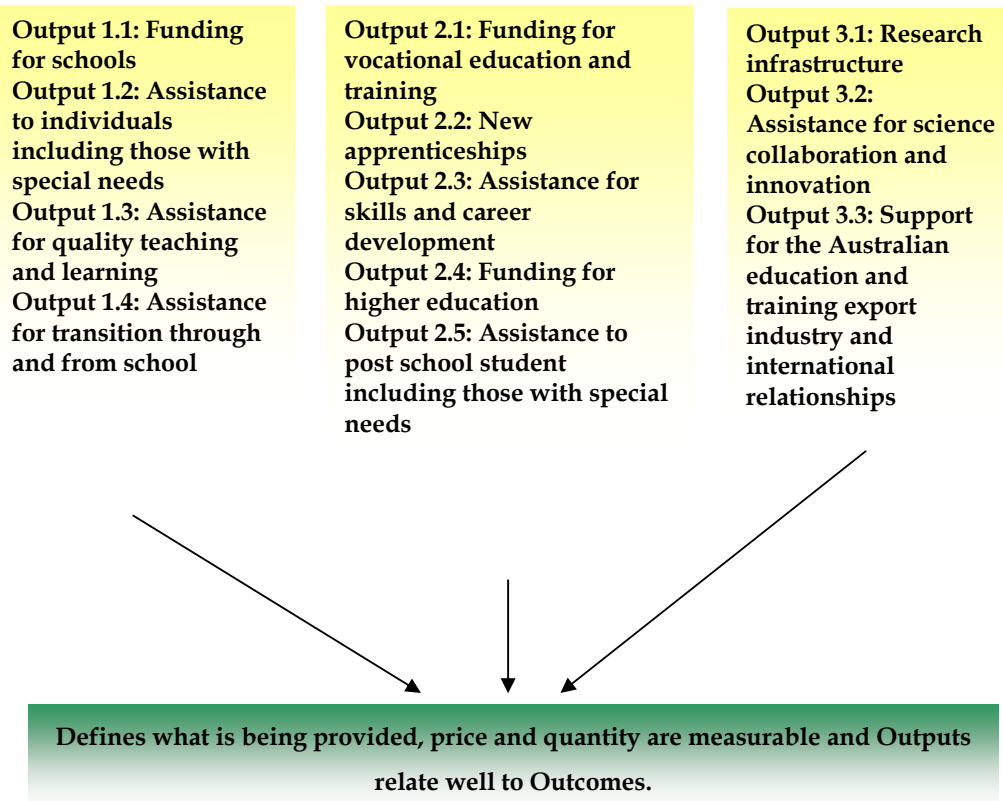 Output 1.1: Funding
for schools
Output 1.2: Assistance
to individuals
including those with
special needs
Output 1.3: Assistance
for quality teaching
and learning
Output 1.4: Assistance
for transition through
and from school
Output 2.1: Funding for
vocational education and
training
Output 2.2: New
apprenticeships
Output 2.3: Assistance for
skills and career
development
Output 2.4: Funding for
higher education
Output 2.5: Assistance to
post school student
including those with special
needs
Output 3.1: Research
infrastructure
Output 3.2:
Assistance for science
collaboration and
innovation
Output 3.3: Support
for the Australian
education and
training export
industry and
international
relationships
Defines what is being provided, price and quantity are measurable and Outputs
relate well to Outcomes.